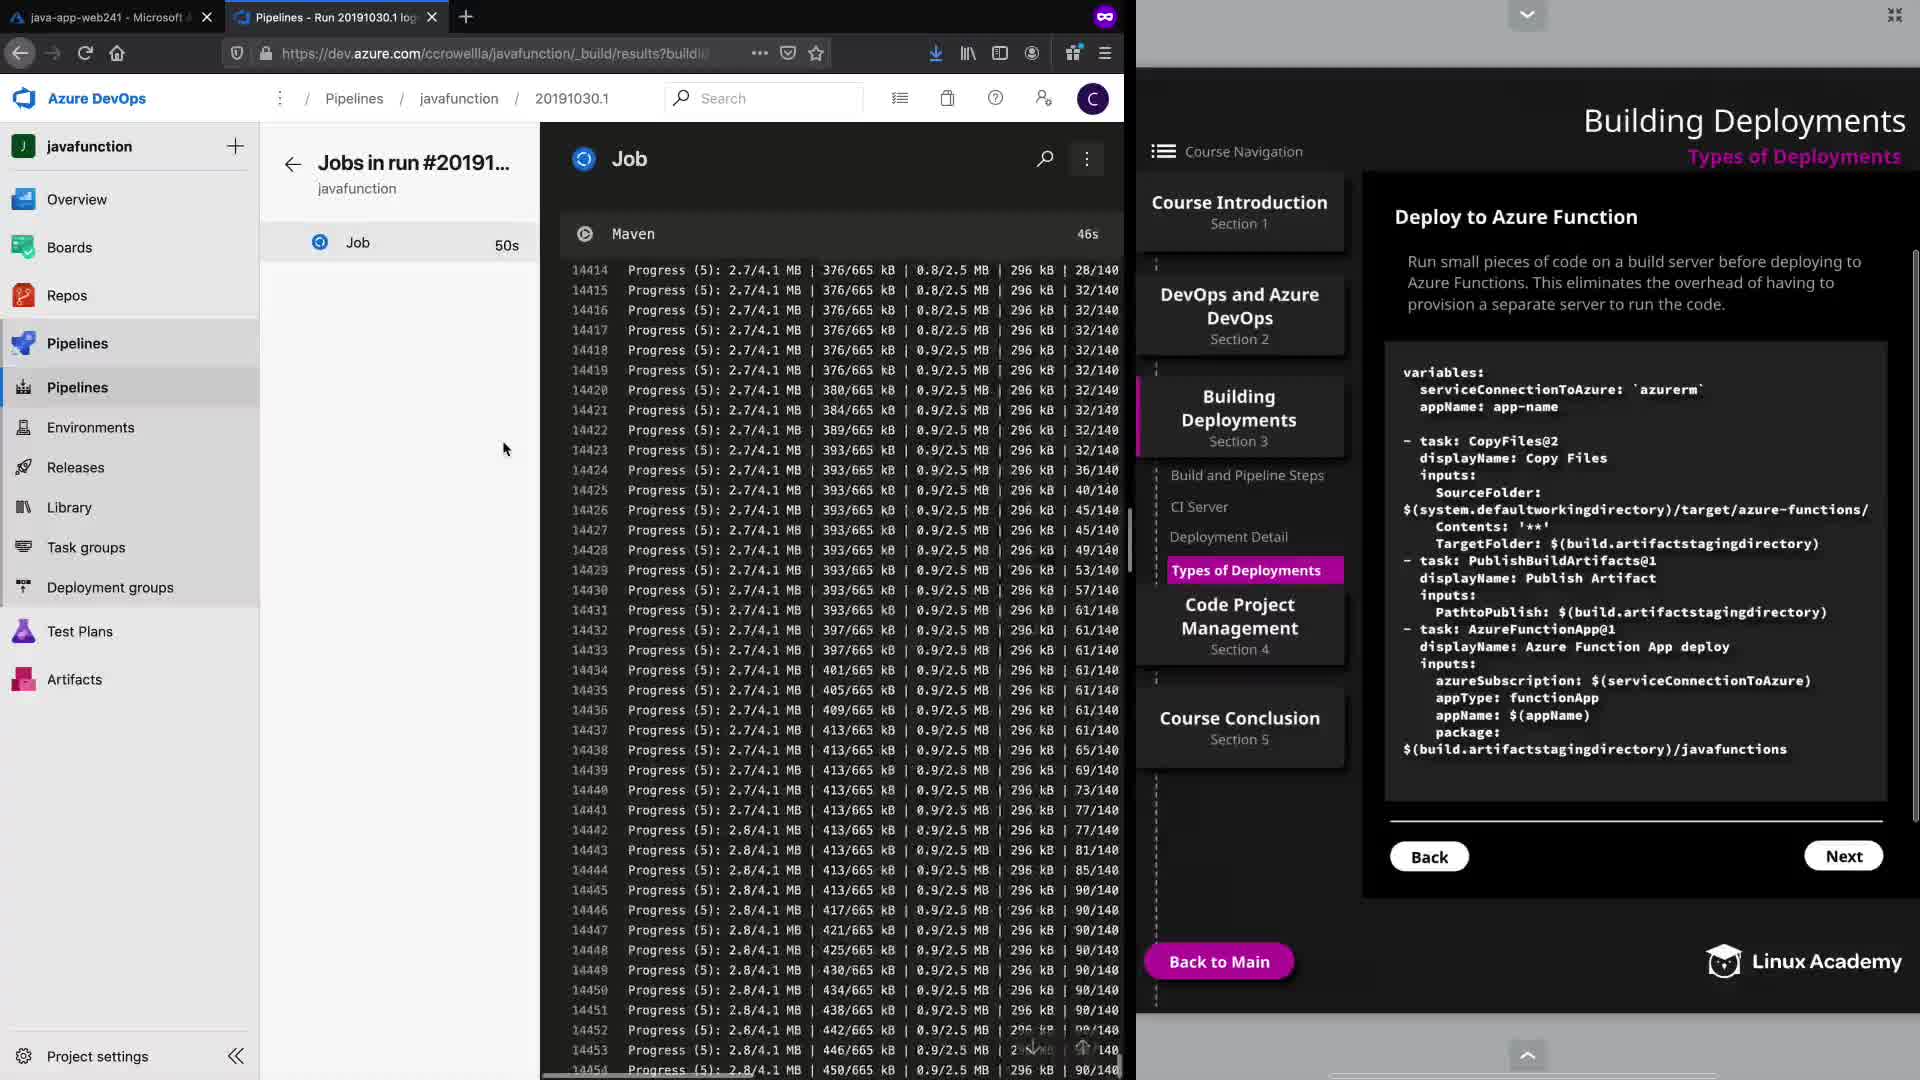 java-app-web241 - Microsoft A
Pipelines - Run 20191030.1 log
https://dev.azure.com/ccrowellla/javafunction/_build/results?buildI
Azure DevOps
/ Pipelines / javafunction / 20191030.1
Search
C
J javafunction
Overview
Boards
Repos
Pipelines
Pipelines
Environments
Releases
Library
Task groups
Deployment groups
Test Plans
Artifacts
Project settings
Jobs in run #20191...
javafunction
Job 50s
Job
Maven 46s
14414 Progress (5): 2.7/4.1 MB | 376/665 kB | 0.8/2.5 MB | 296 kB | 28/140
14415 Progress (5): 2.7/4.1 MB | 376/665 kB | 0.8/2.5 MB | 296 kB | 32/140
14416 Progress (5): 2.7/4.1 MB | 376/665 kB | 0.8/2.5 MB | 296 kB | 32/140
14417 Progress (5): 2.7/4.1 MB | 376/665 kB | 0.8/2.5 MB | 296 kB | 32/140
14418 Progress (5): 2.7/4.1 MB | 376/665 kB | 0.9/2.5 MB | 296 kB | 32/140
14419 Progress (5): 2.7/4.1 MB | 376/665 kB | 0.9/2.5 MB | 296 kB | 32/140
14420 Progress (5): 2.7/4.1 MB | 380/665 kB | 0.9/2.5 MB | 296 kB | 32/140
14421 Progress (5): 2.7/4.1 MB | 384/665 kB | 0.9/2.5 MB | 296 kB | 32/140
14422 Progress (5): 2.7/4.1 MB | 389/665 kB | 0.9/2.5 MB | 296 kB | 32/140
14423 Progress (5): 2.7/4.1 MB | 393/665 kB | 0.9/2.5 MB | 296 kB | 32/140
14424 Progress (5): 2.7/4.1 MB | 393/665 kB | 0.9/2.5 MB | 296 kB | 36/140
14425 Progress (5): 2.7/4.1 MB | 393/665 kB | 0.9/2.5 MB | 296 kB | 40/140
14426 Progress (5): 2.7/4.1 MB | 393/665 kB | 0.9/2.5 MB | 296 kB | 45/140
14427 Progress (5): 2.7/4.1 MB | 393/665 kB | 0.9/2.5 MB | 296 kB | 45/140
14428 Progress (5): 2.7/4.1 MB | 393/665 kB | 0.9/2.5 MB | 296 kB | 49/140
14429 Progress (5): 2.7/4.1 MB | 393/665 kB | 0.9/2.5 MB | 296 kB | 53/140
14430 Progress (5): 2.7/4.1 MB | 393/665 kB | 0.9/2.5 MB | 296 kB | 57/140
14431 Progress (5): 2.7/4.1 MB | 393/665 kB | 0.9/2.5 MB | 296 kB | 61/140
14432 Progress (5): 2.7/4.1 MB | 397/665 kB | 0.9/2.5 MB | 296 kB | 61/140
14433 Progress (5): 2.7/4.1 MB | 397/665 kB | 0.9/2.5 MB | 296 kB | 61/140
14434 Progress (5): 2.7/4.1 MB | 401/665 kB | 0.9/2.5 MB | 296 kB | 61/140
14435 Progress (5): 2.7/4.1 MB | 405/665 kB | 0.9/2.5 MB | 296 kB | 61/140
14436 Progress (5): 2.7/4.1 MB | 409/665 kB | 0.9/2.5 MB | 296 kB | 61/140
14437 Progress (5): 2.7/4.1 MB | 413/665 kB | 0.9/2.5 MB | 296 kB | 61/140
14438 Progress (5): 2.7/4.1 MB | 413/665 kB | 0.9/2.5 MB | 296 kB | 65/140
14439 Progress (5): 2.7/4.1 MB | 413/665 kB | 0.9/2.5 MB | 296 kB | 69/140
14440 Progress (5): 2.7/4.1 MB | 413/665 kB | 0.9/2.5 MB | 296 kB | 73/140
14441 Progress (5): 2.7/4.1 MB | 413/665 kB | 0.9/2.5 MB | 296 kB | 77/140
14442 Progress (5): 2.8/4.1 MB | 413/665 kB | 0.9/2.5 MB | 296 kB | 77/140
14443 Progress (5): 2.8/4.1 MB | 413/665 kB | 0.9/2.5 MB | 296 kB | 81/140
14444 Progress (5): 2.8/4.1 MB | 413/665 kB | 0.9/2.5 MB | 296 kB | 85/140
14445 Progress (5): 2.8/4.1 MB | 413/665 kB | 0.9/2.5 MB | 296 kB | 90/140
14446 Progress (5): 2.8/4.1 MB | 417/665 kB | 0.9/2.5 MB | 296 kB | 90/140
14447 Progress (5): 2.8/4.1 MB | 421/665 kB | 0.9/2.5 MB | 296 kB | 90/140
14448 Progress (5): 2.8/4.1 MB | 425/665 kB | 0.9/2.5 MB | 296 kB | 90/140
14449 Progress (5): 2.8/4.1 MB | 430/665 kB | 0.9/2.5 MB | 296 kB | 90/140
14450 Progress (5): 2.8/4.1 MB | 434/665 kB | 0.9/2.5 MB | 296 kB | 90/140
14451 Progress (5): 2.8/4.1 MB | 438/665 kB | 0.9/2.5 MB | 296 kB | 90/140
14452 Progress (5): 2.8/4.1 MB | 442/665 kB | 0.9/2.5 MB | 296 kB | 90/140
14453 Progress (5): 2.8/4.1 MB | 446/665 kB | 0.9/2.5 MB | 140
14454 Progress (5): 2.8/4.1 MB | 450/665 kB | 0.9/2.5 MB | 296 kB | 90/140
Building Deployments
Types of Deployments
Course Navigation
Course Introduction
Section 1
DevOps and Azure
DevOps
Section 2
Building
Deployments
Section 3
Build and Pipeline Steps
CI Server
Deployment Detail
Types of Deployments
Code Project
Management
Section 4
Course Conclusion
Section 5
Back to Main
Deploy to Azure Function
Run small pieces of code on a build server before deploying to
Azure Functions. This eliminates the overhead of having to
provision a separate server to run the code.
variables:
serviceConnectionToAzure: `azurerm`
appName: app-name
- task: CopyFiles@2
displayName: Copy Files
inputs:
SourceFolder:
$(system.defaultworkingdirectory)/target/azure-functions/
Contents: '**'
TargetFolder: $(build.artifactstagingdirectory)
- task: PublishBuildArtifacts@1
displayName: Publish Artifact
inputs:
PathtoPublish: $(build.artifactstagingdirectory)
- task: AzureFunctionApp@1
displayName: Azure Function App deploy
inputs:
azureSubscription: $(serviceConnectionToAzure)
appType: functionApp
appName: $(appName)
package:
$(build.artifactstagingdirectory)/javafunctions
Back
Next
Linux Academy